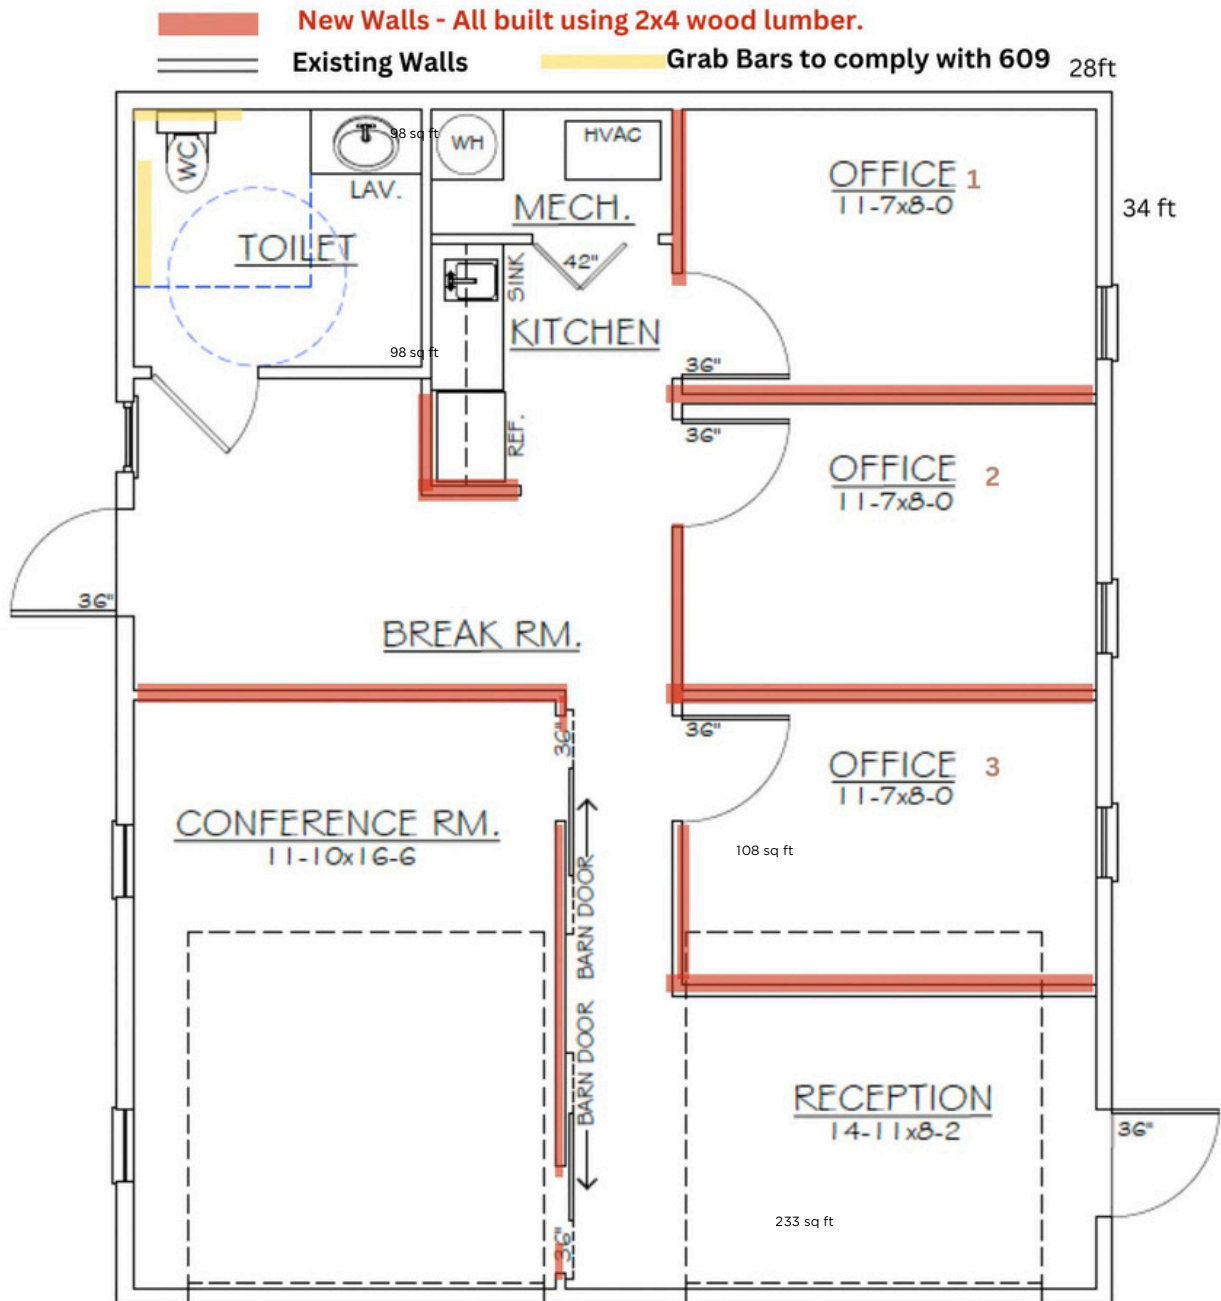 New Walls - All built using 2x4 wood lumber.
Existing Walls
Grab Bars to comply with 609
28ft
WC
98 sq ft
LAV.
WH
HVAC
MECH.
OFFICE 1
11-7x8-0
34 ft
TOILET
42"
SINK
KITCHEN
98 sq ft
36"
REF.
36"
OFFICE 2
11-7x8-0
36"
BREAK RM.
36"
36"
OFFICE 3
11-7x8-0
CONFERENCE RM.
11-10x16-6
108 sq ft
BARN DOOR
BARN DOOR
RECEPTION
14-11x8-2
36"
233 sq ft
36"